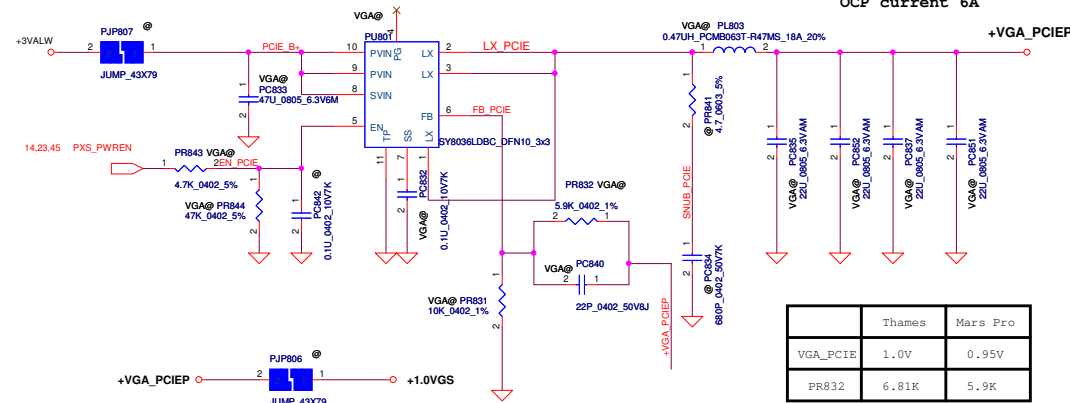 OCP current 6A
VGA@
@
PJP807
PU801
VGA@ PL803
0.47UH_PCMB063T-R47MS_18A_20%
+VGA_PCIEP
+3VALW
2 1
PCIE_B+
10 PVIN PG 4 LX 2
LX_PCIE
1 2
JUMP_43X79
9 PVIN LX 3
VGA@
PC833
47U_0805_6.3V6M
8 SVIN
FB 6
FB_PCIE
5 EN
TP SS LX
SY8036LDBC_DFN10_3x3
11 7 1
@ PR841
4.7_0603_5%
14,23,45 PXS_PWREN
PR843 VGA@
1 2
EN_PCIE
4.7K_0402_5%
VGA@ PR844
47K_0402_5%
@
PC842
0.1U_0402_10V7K
VGA@ PC832
0.1U_0402_10V7K
PR832 VGA@
5.9K_0402_1%
2 1
VGA@ PC840
2 1
22P_0402_50V8J
VGA@ PR831
10K_0402_1%
SNUB_PCIE
@ PC834
680P_0402_50V7K
+VGA_PCIEP
VGA@ PC835
22U_0805_6.3VAM
VGA@ PC852
22U_0805_6.3VAM
VGA@ PC837
22U_0805_6.3VAM
VGA@ PC851
22U_0805_6.3VAM
Thames Mars Pro
VGA_PCIE 1.0V 0.95V
PR832 6.81K 5.9K
PJP806
@
+VGA_PCIEP 2 1 +1.0VGS
JUMP_43X79